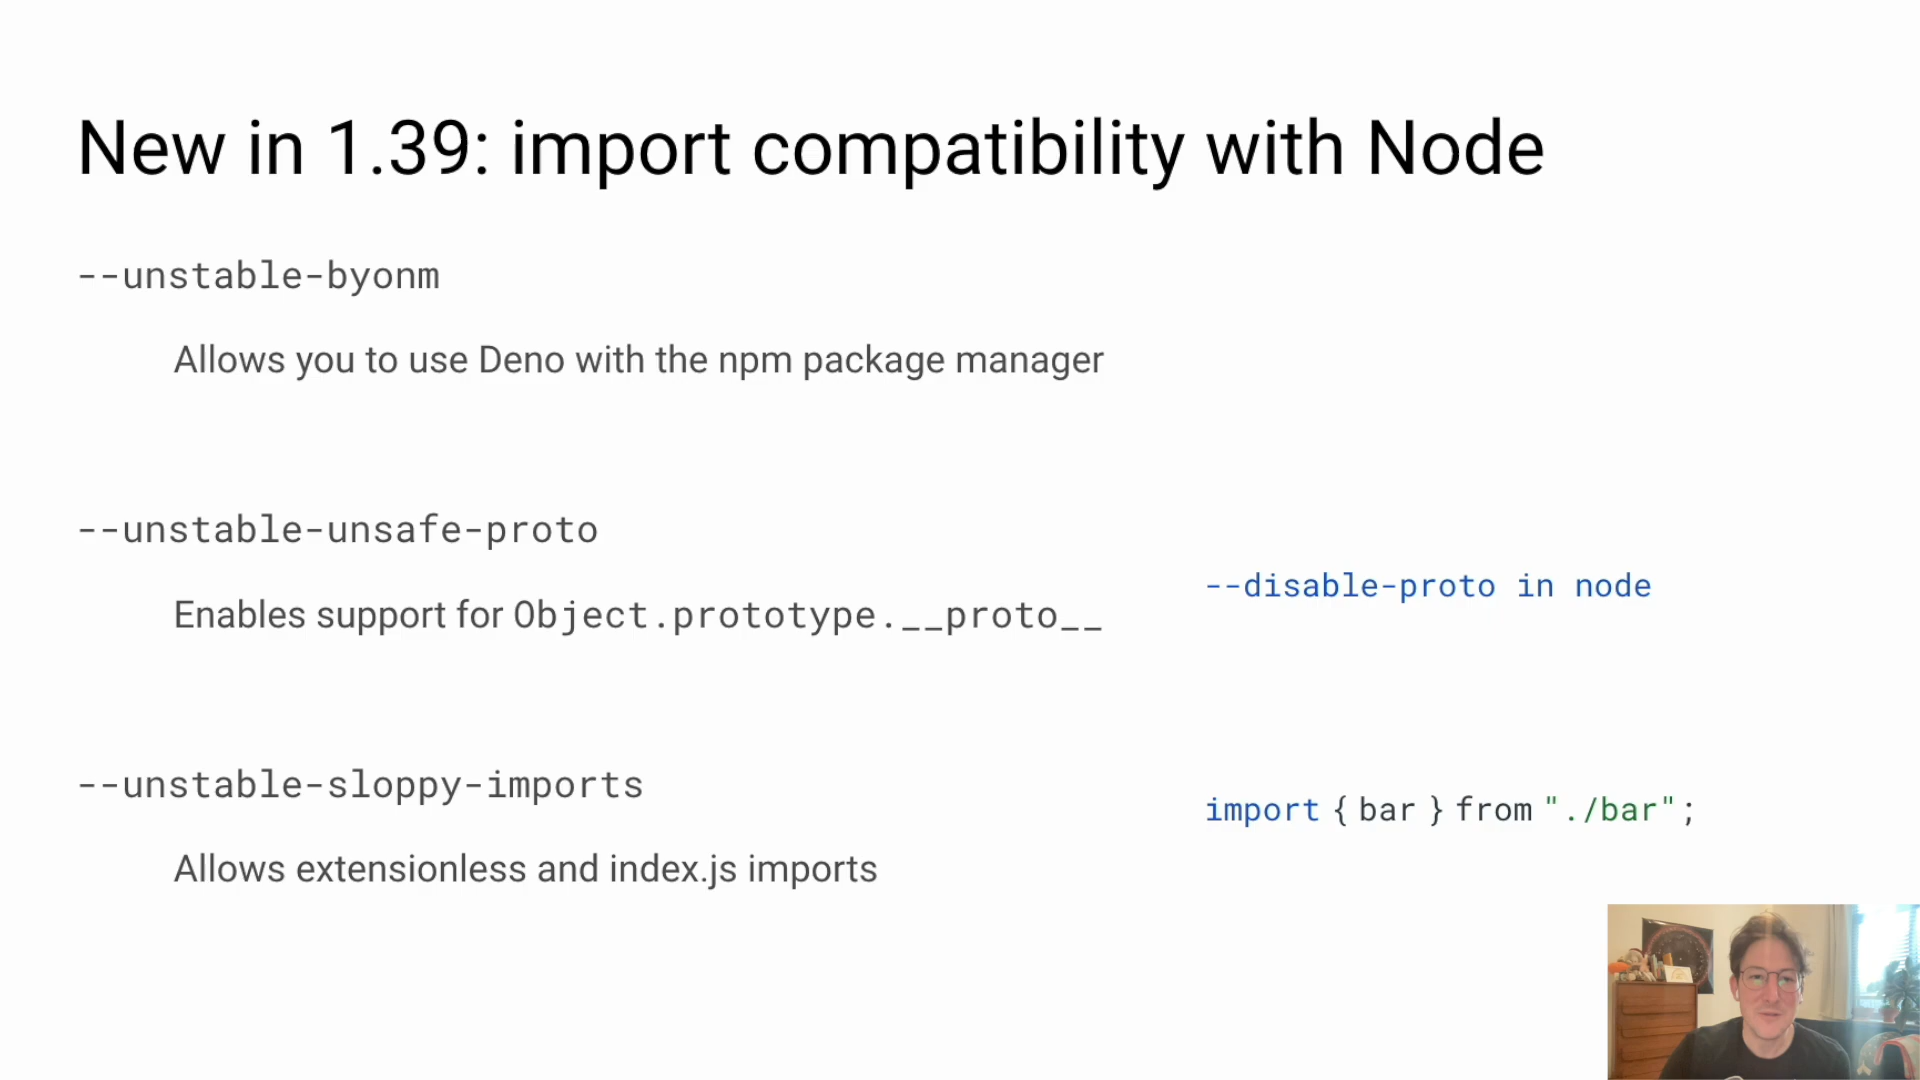 New in 1.39: import compatibility with Node
--unstable-byonm
Allows you to use Deno with the npm package manager
--unstable-unsafe-proto
Enables support for Object.prototype.__proto__
--disable-proto in node
--unstable-sloppy-imports
Allows extensionless and index.js imports
import { bar } from "./bar";